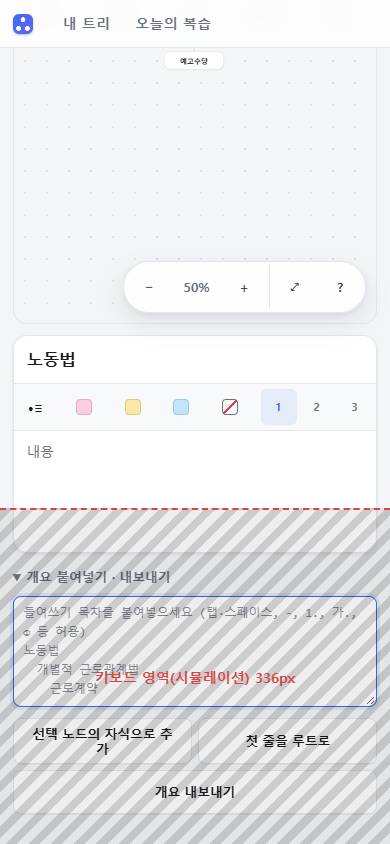 내 트리 오늘의 복습
예고수당
− 50% + ?
노동법
1 2 3
내용
▼ 개요 붙여넣기 · 내보내기
들여쓰기 목차를 붙여넣으세요 (탭·스페이스, -, 1., 가.,
① 등 허용)
노동법
개별적 근로관계법
키보드 영역(시뮬레이션) 336px
근로계약
선택 노드의 자식으로 추
가
첫 줄을 루트로
개요 내보내기